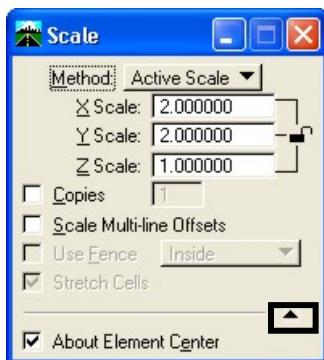 Scale
Method: Active Scale
X Scale: 2.000000
Y Scale: 2.000000
Z Scale: 1.000000
Copies 1
Scale Multi-line Offsets
Use Fence Inside
Stretch Cells
About Element Center